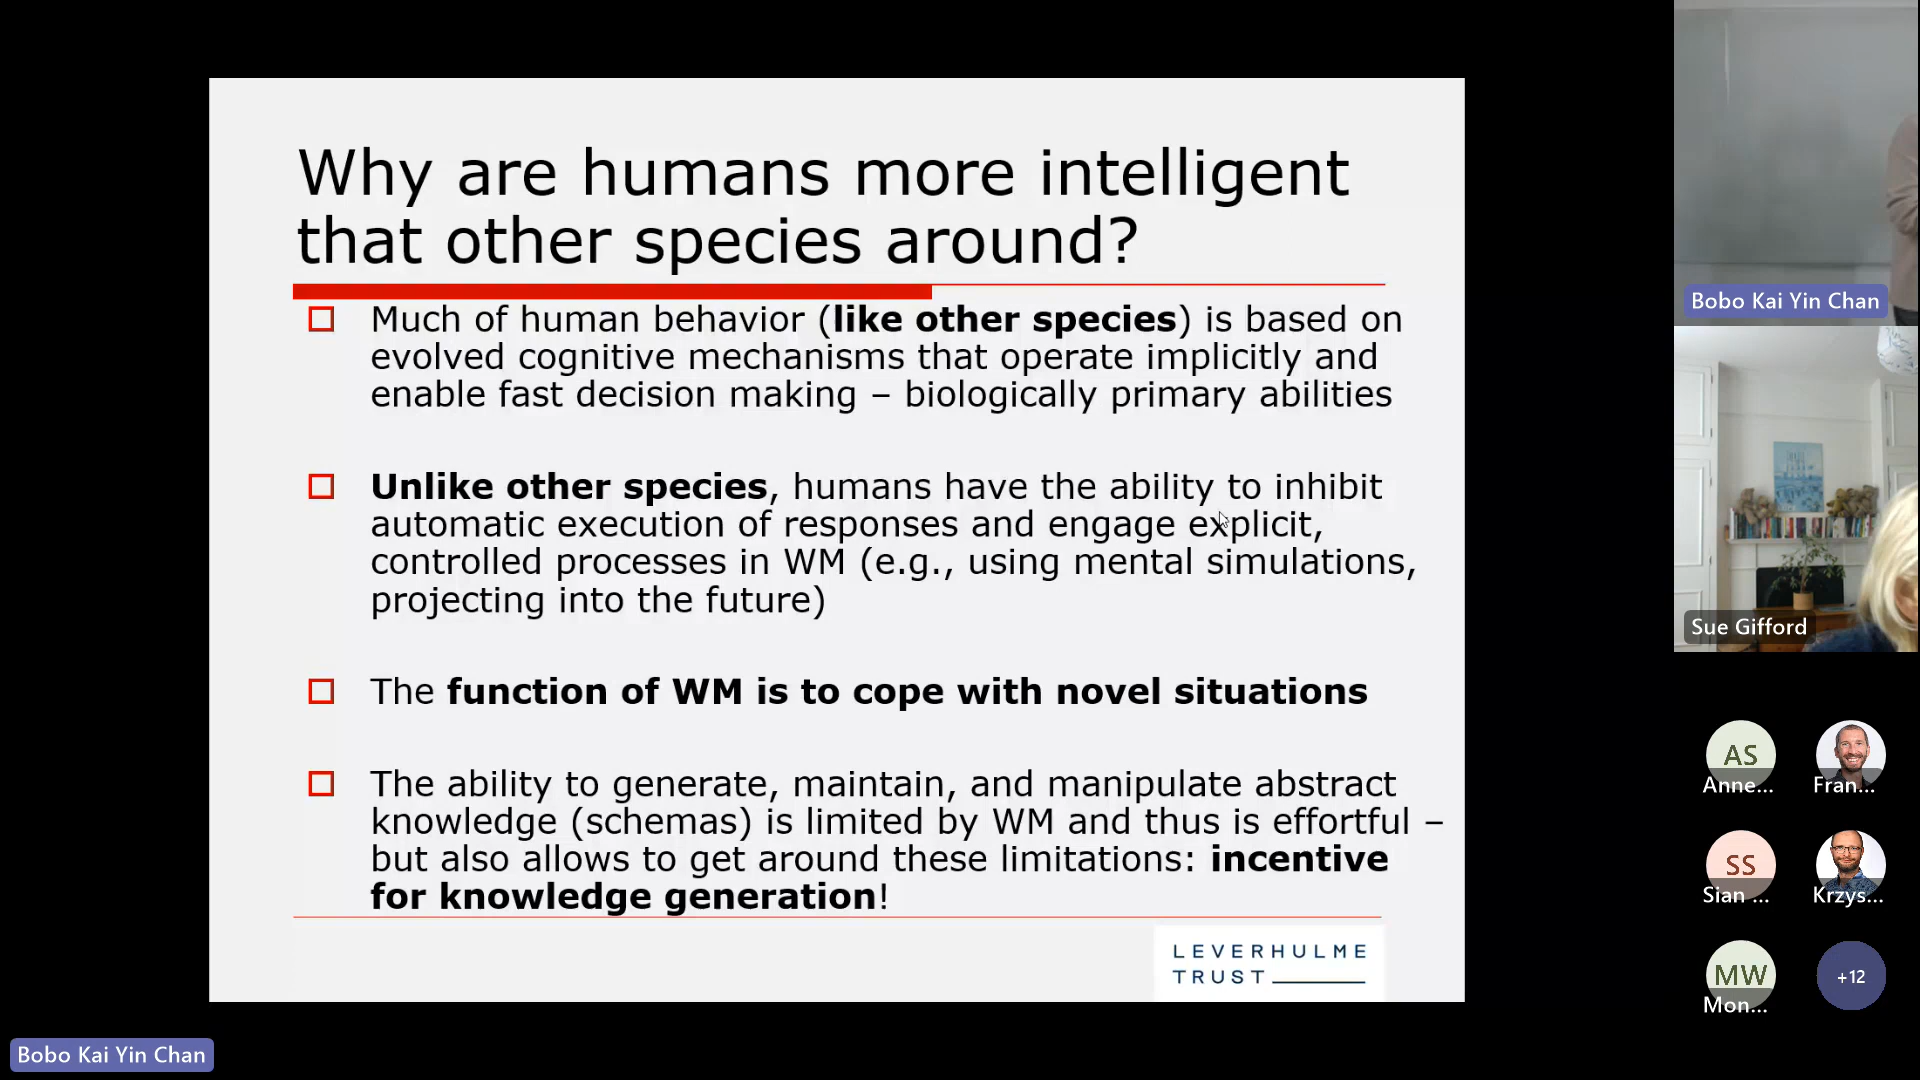 Why are humans more intelligent
that other species around?
Much of human behavior (like other species) is based on
evolved cognitive mechanisms that operate implicitly and
enable fast decision making – biologically primary abilities
Unlike other species, humans have the ability to inhibit
automatic execution of responses and engage explicit,
controlled processes in WM (e.g., using mental simulations,
projecting into the future)
The function of WM is to cope with novel situations
The ability to generate, maintain, and manipulate abstract
knowledge (schemas) is limited by WM and thus is effortful –
but also allows to get around these limitations: incentive
for knowledge generation!
LEVERHULME
TRUST
Bobo Kai Yin Chan
Sue Gifford
AS
Anne...
Fran...
SS
Sian ...
Krzys...
MW
Mon...
+12
Bobo Kai Yin Chan